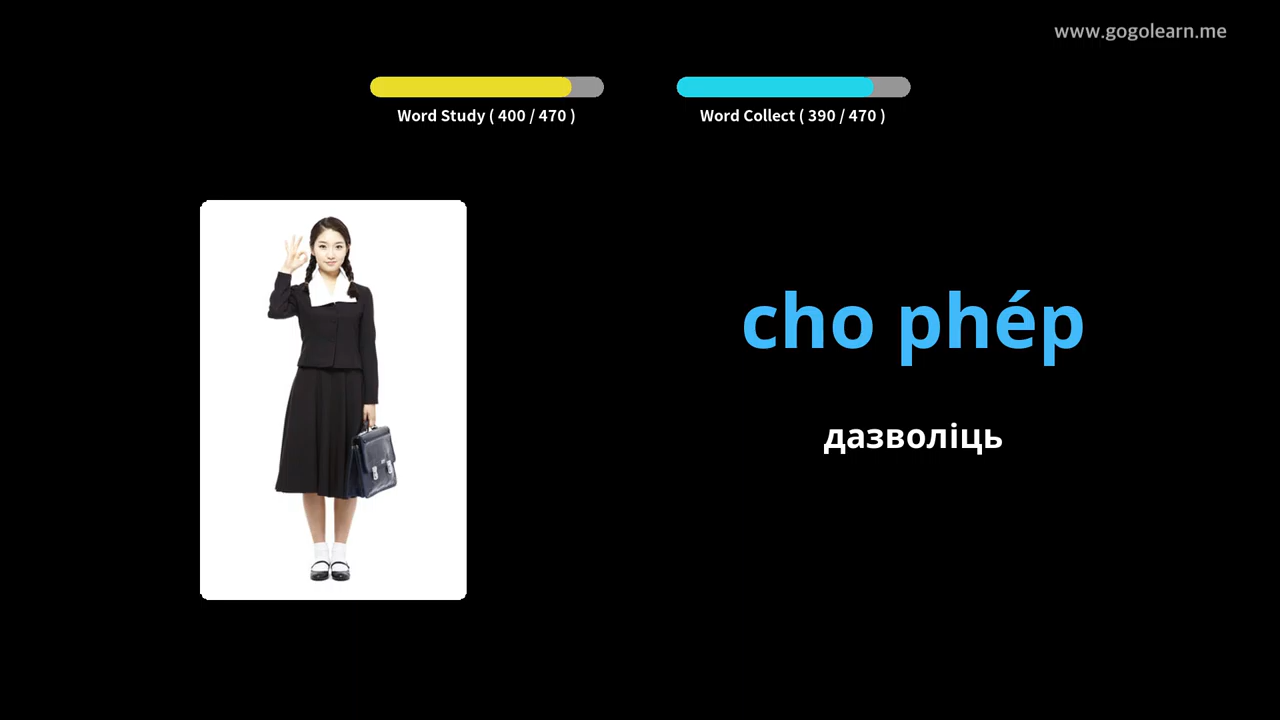 www.gogolearn.me
Word Study ( 400 / 470 )
Word Collect ( 390 / 470 )
cho phép
дазволіць